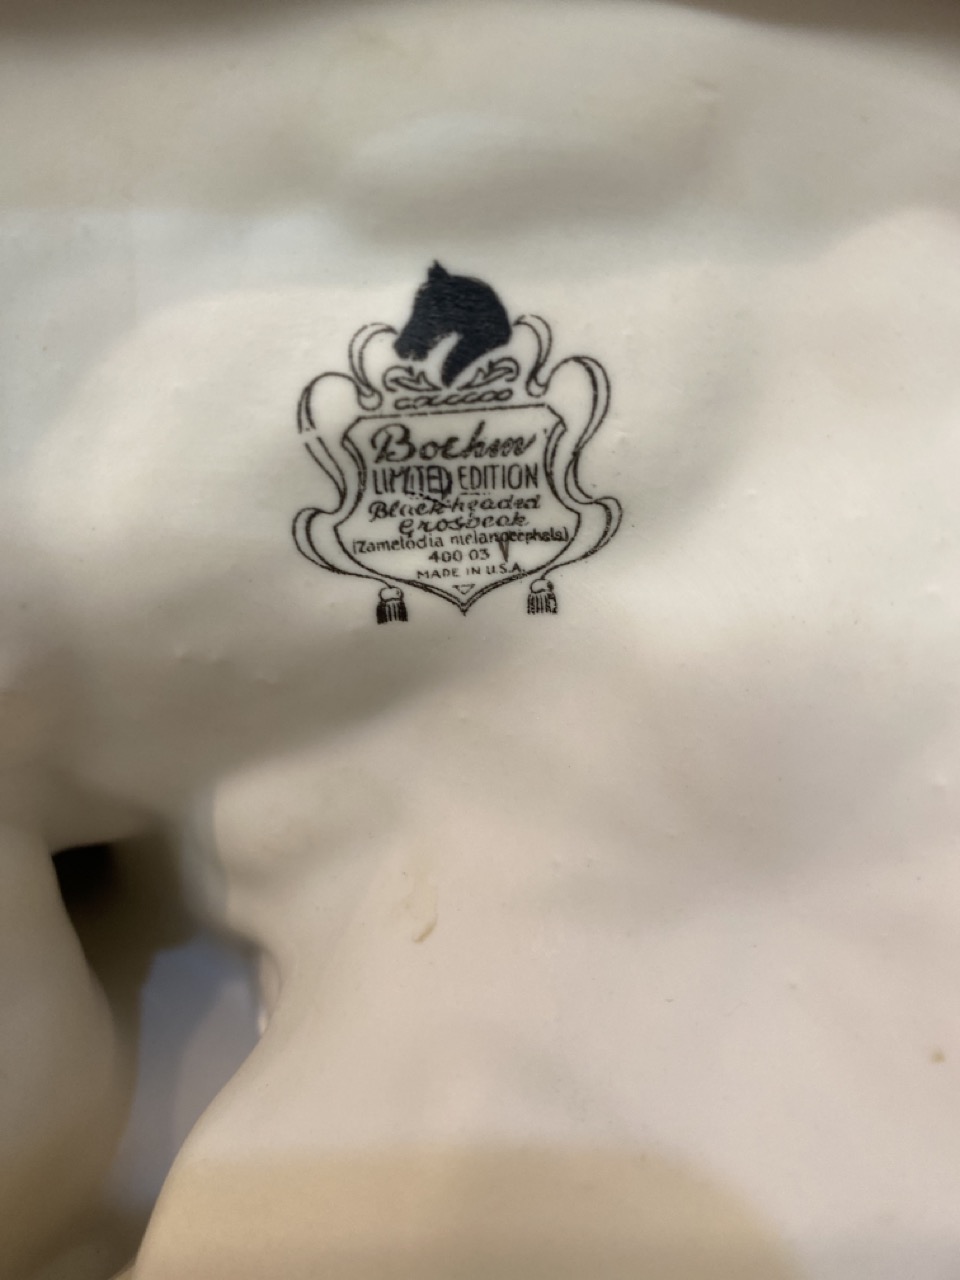 Boehm
LIMITED EDITION
Black-headed
Grosbeak
(Zamelodia melanocephala)
400 03
MADE IN U.S.A.